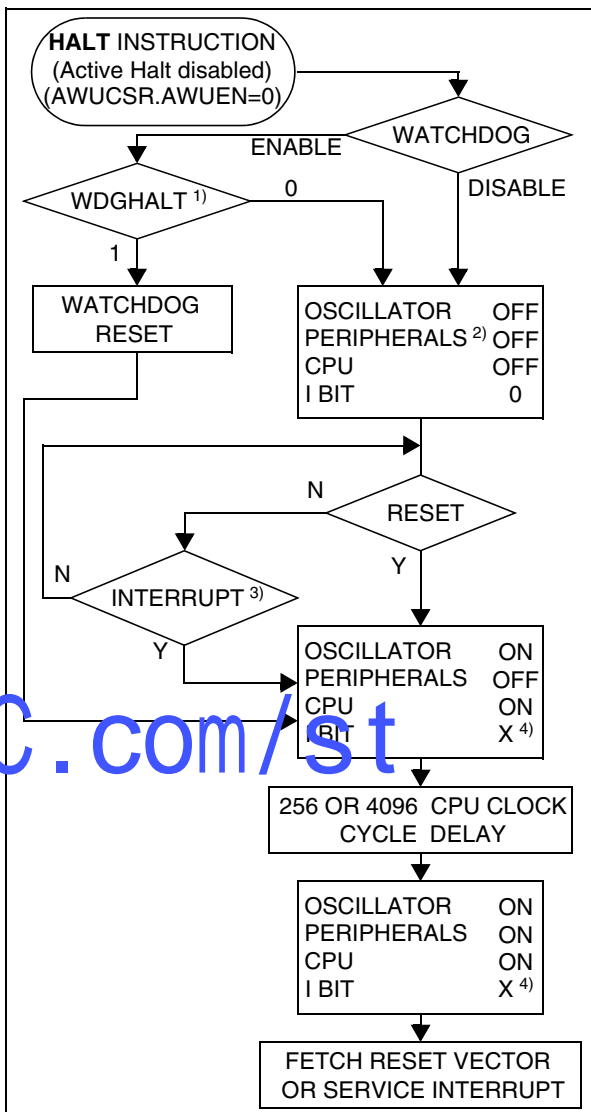 HALT INSTRUCTION
(Active Halt disabled)
(AWUCSR.AWUEN=0)
WATCHDOG
ENABLE
DISABLE
WDGHALT 1)
0
1
WATCHDOG
RESET
OSCILLATOR OFF
PERIPHERALS 2) OFF
CPU OFF
I BIT 0
RESET
N
Y
INTERRUPT 3)
N
Y
OSCILLATOR ON
PERIPHERALS OFF
CPU ON
I BIT X 4)
C.com/st
256 OR 4096 CPU CLOCK
CYCLE DELAY
OSCILLATOR ON
PERIPHERALS ON
CPU ON
I BIT X 4)
FETCH RESET VECTOR
OR SERVICE INTERRUPT